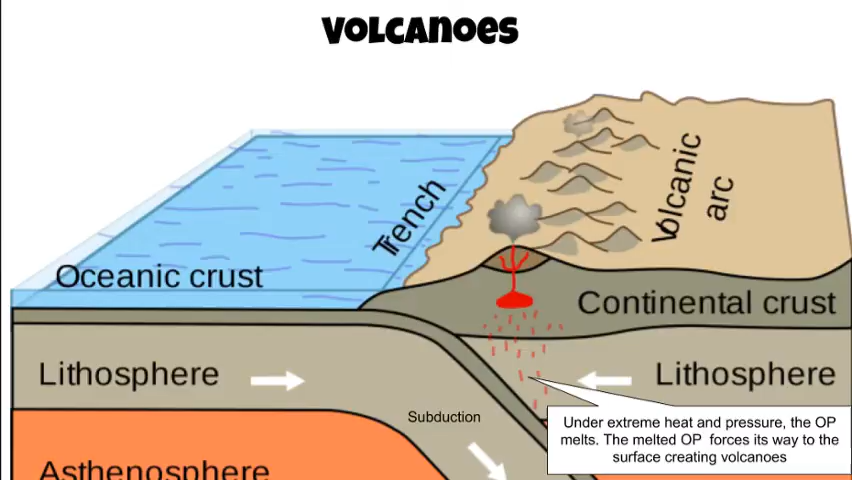 VOLCANOES
Trench
Volcanic
arc
Oceanic crust
Continental crust
Lithosphere
Lithosphere
Subduction
Under extreme heat and pressure, the OP
melts. The melted OP forces its way to the
surface creating volcanoes
Asthenosphere